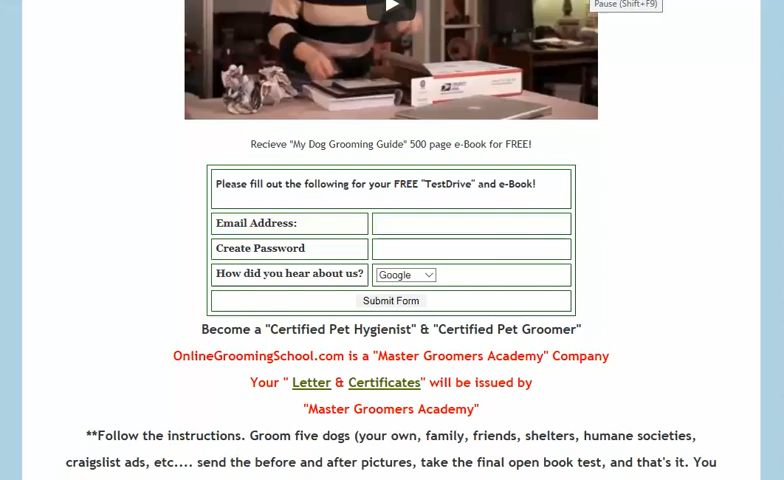 Pause (Shift+F9)
Recieve "My Dog Grooming Guide" 500 page e-Book for FREE!
Please fill out the following for your FREE "TestDrive" and e-Book!
Email Address:
Create Password
How did you hear about us? Google
Submit Form
Become a "Certified Pet Hygienist" & "Certified Pet Groomer"
OnlineGroomingSchool.com is a "Master Groomers Academy" Company
Your " Letter & Certificates" will be issued by
"Master Groomers Academy"
**Follow the instructions. Groom five dogs (your own, family, friends, shelters, humane societies,
craigslist ads, etc.... send the before and after pictures, take the final open book test, and that's it. You